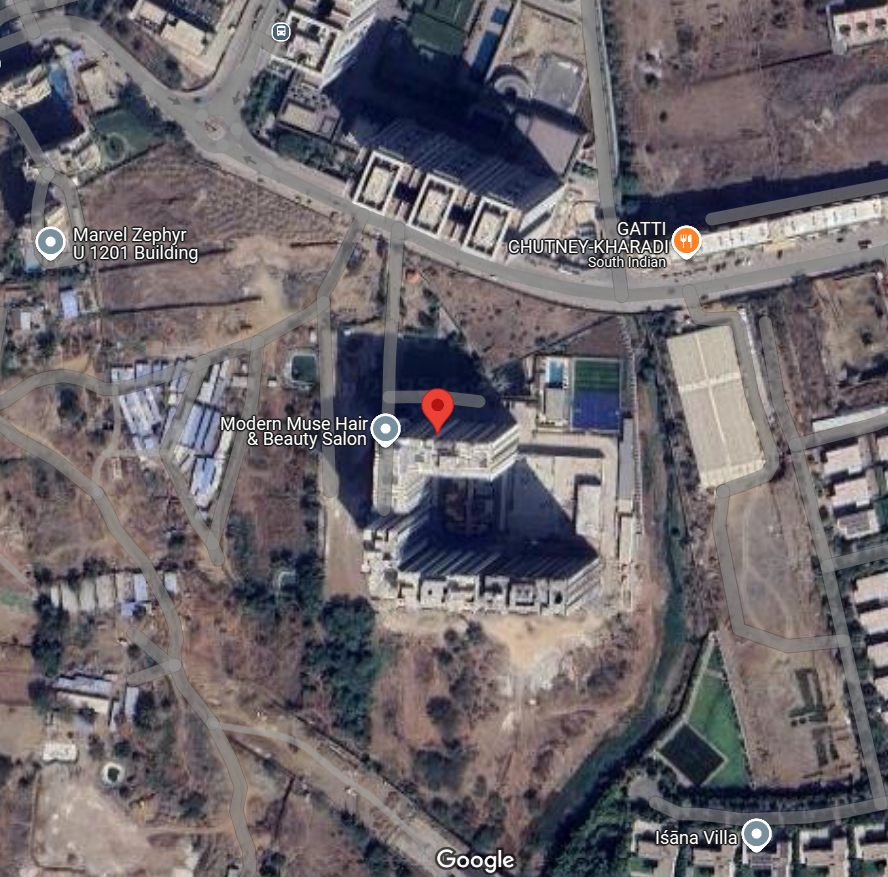 Marvel Zephyr
U 1201 Building
GATTI
CHUTNEY-KHARADI
South Indian
Modern Muse Hair
& Beauty Salon
Iśāna Villa
Google